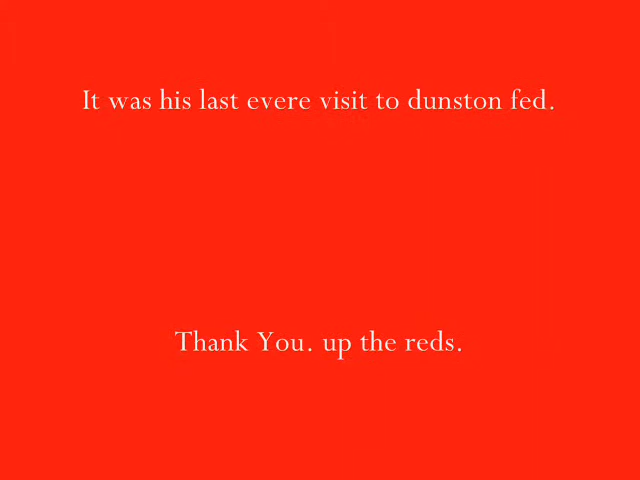 It was his last evere visit to dunston fed.
Thank You. up the reds.